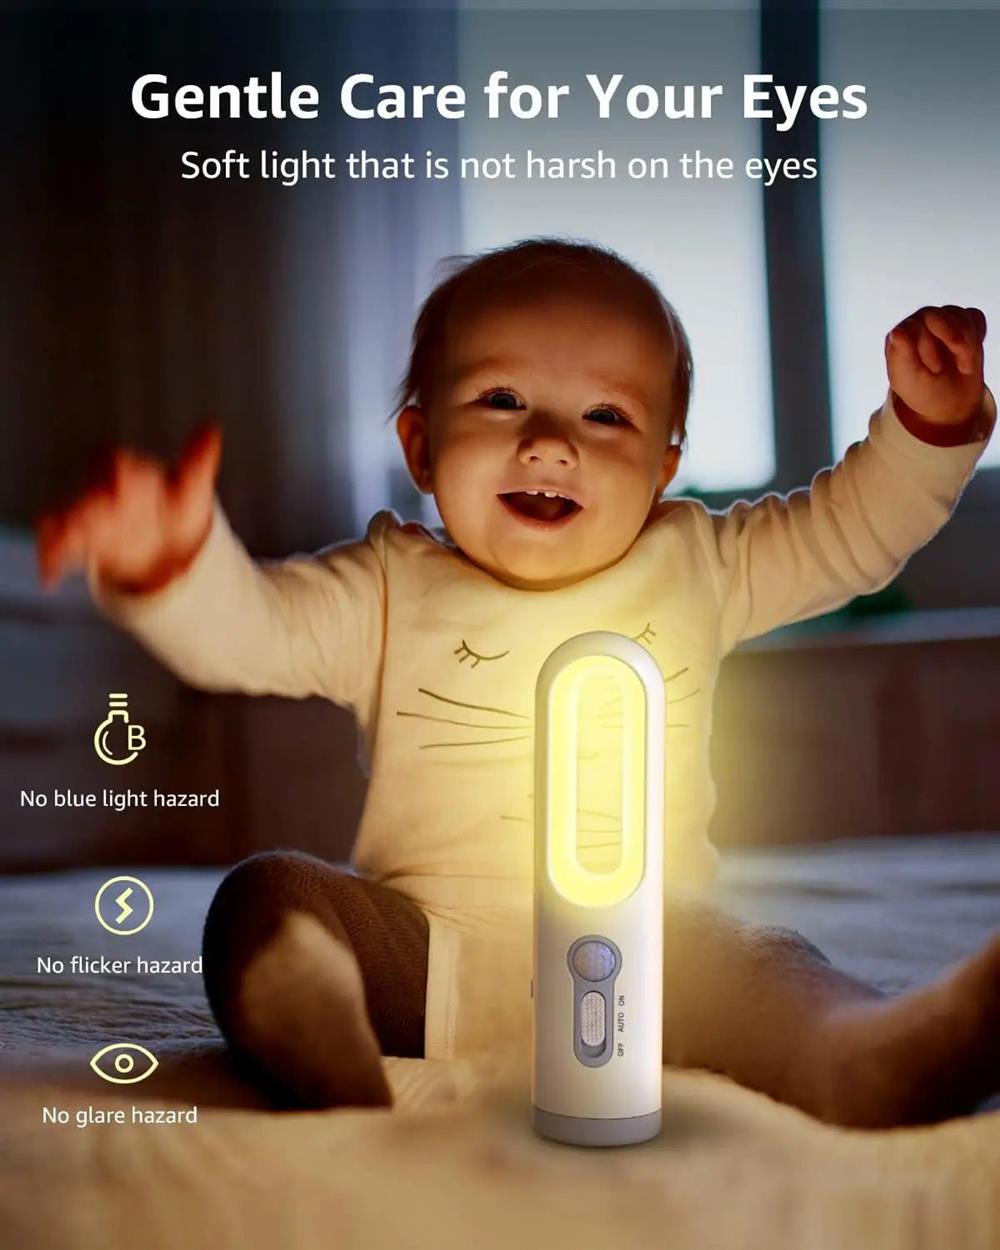 Gentle Care for Your Eyes
Soft light that is not harsh on the eyes
B
No blue light hazard
No flicker hazard
No glare hazard
ON
AUTO
OFF